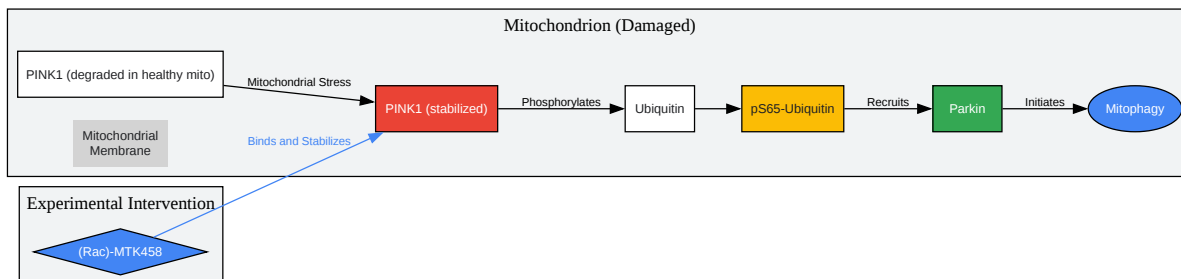 Mitochondrion (Damaged)
PINK1 (degraded in healthy mito)
Mitochondrial Stress
PINK1 (stabilized)
Phosphorylates
Ubiquitin
pS65-Ubiquitin
Recruits
Parkin
Initiates
Mitophagy
Mitochondrial
Membrane
Binds and Stabilizes
Experimental Intervention
(Rac)-MTK458